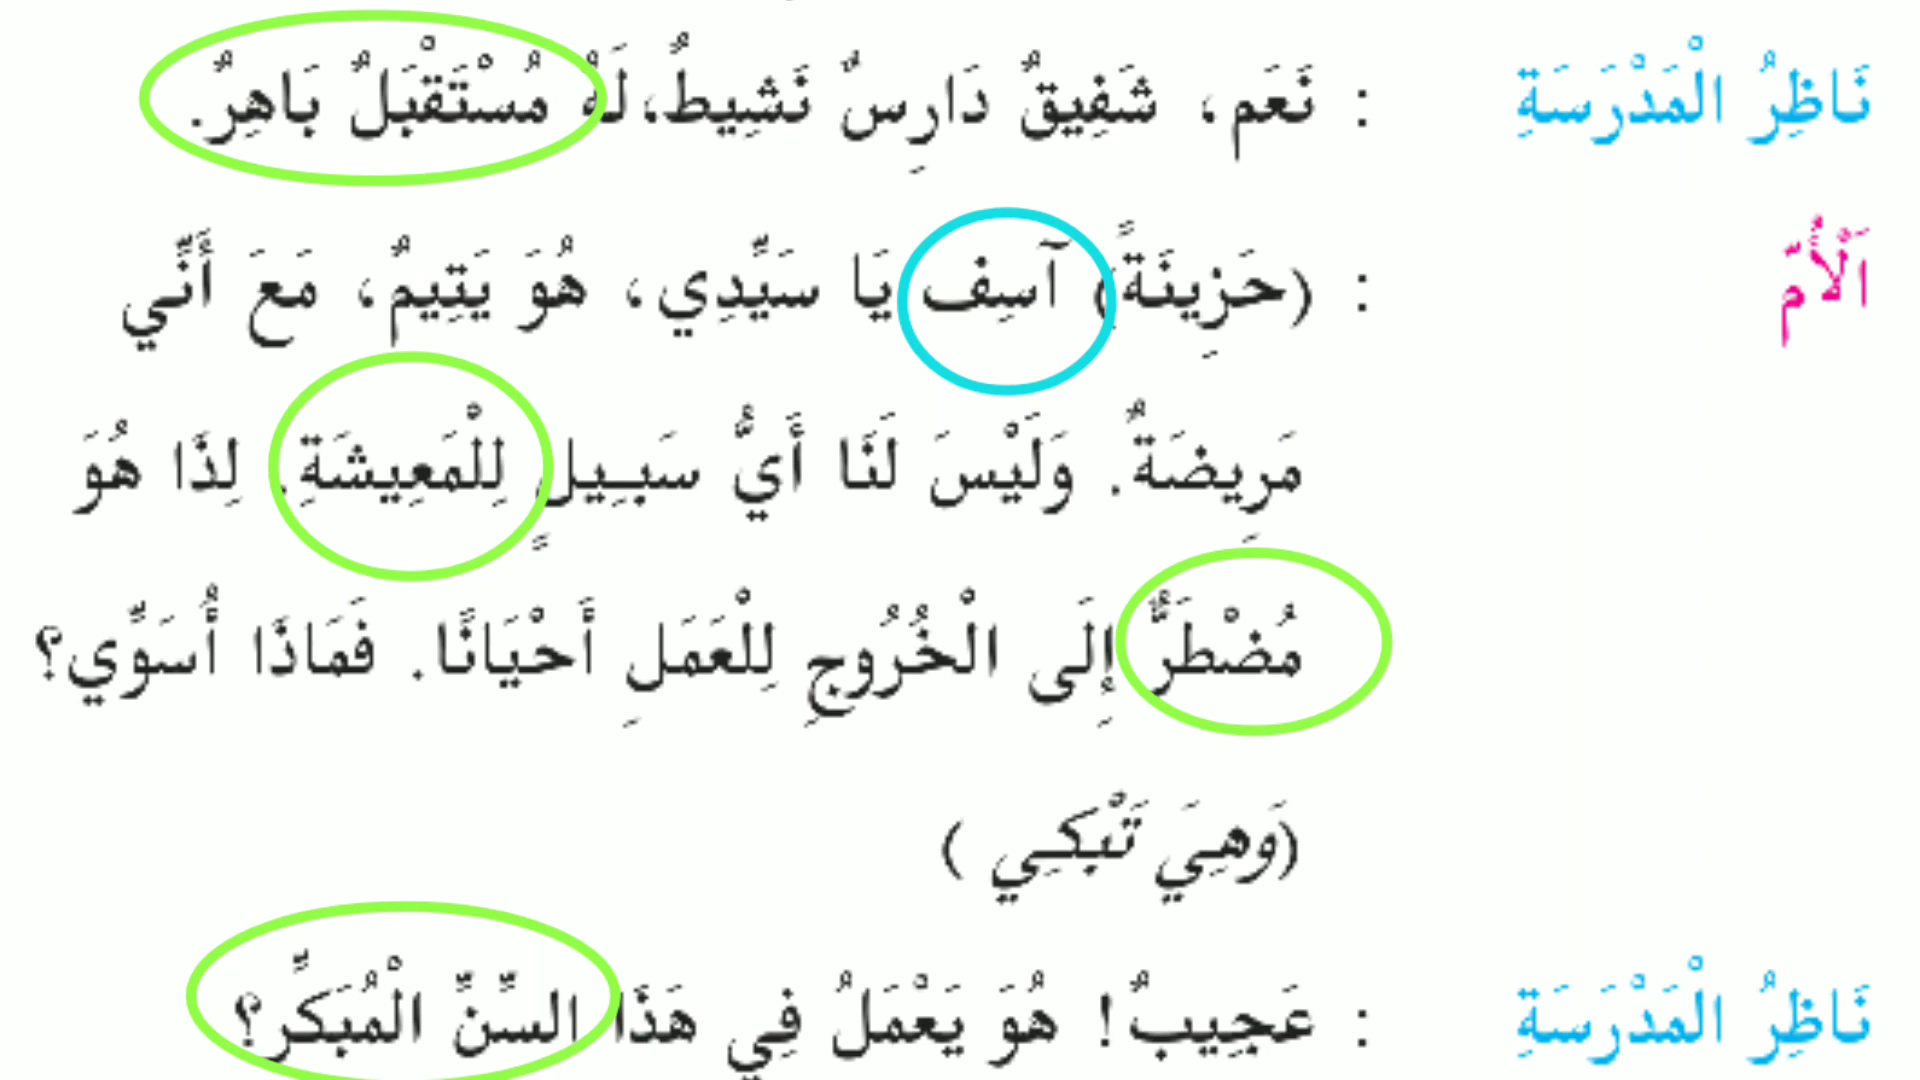 نَاظِرُ الْمَدْرَسَةِ : نَعَم، شَفِيقٌ دَارِسٌ نَشِيطٌ، لَهُ مُسْتَقْبَلٌ بَاهِرٌ.
اَلْأُمّ : (حَزِينَةً) آسِف يَا سَيِّدِي، هُوَ يَتِيمٌ، مَعَ أَنَّنِي
مَرِيضَةٌ. وَلَيْسَ لَنَا أَيُّ سَبِيلٍ لِلْمَعِيشَةِ. لِذَا هُوَ
مُضْطَرٌّ إِلَى الْخُرُوجِ لِلْعَمَلِ أَحْيَانًا. فَمَاذَا أُسَوِّي؟
(وَهِيَ تَبْكِي )
نَاظِرُ الْمَدْرَسَةِ : عَجِيبٌ! هُوَ يَعْمَلُ فِي هَذَا السِّنِّ الْمُبَكِّرِ؟